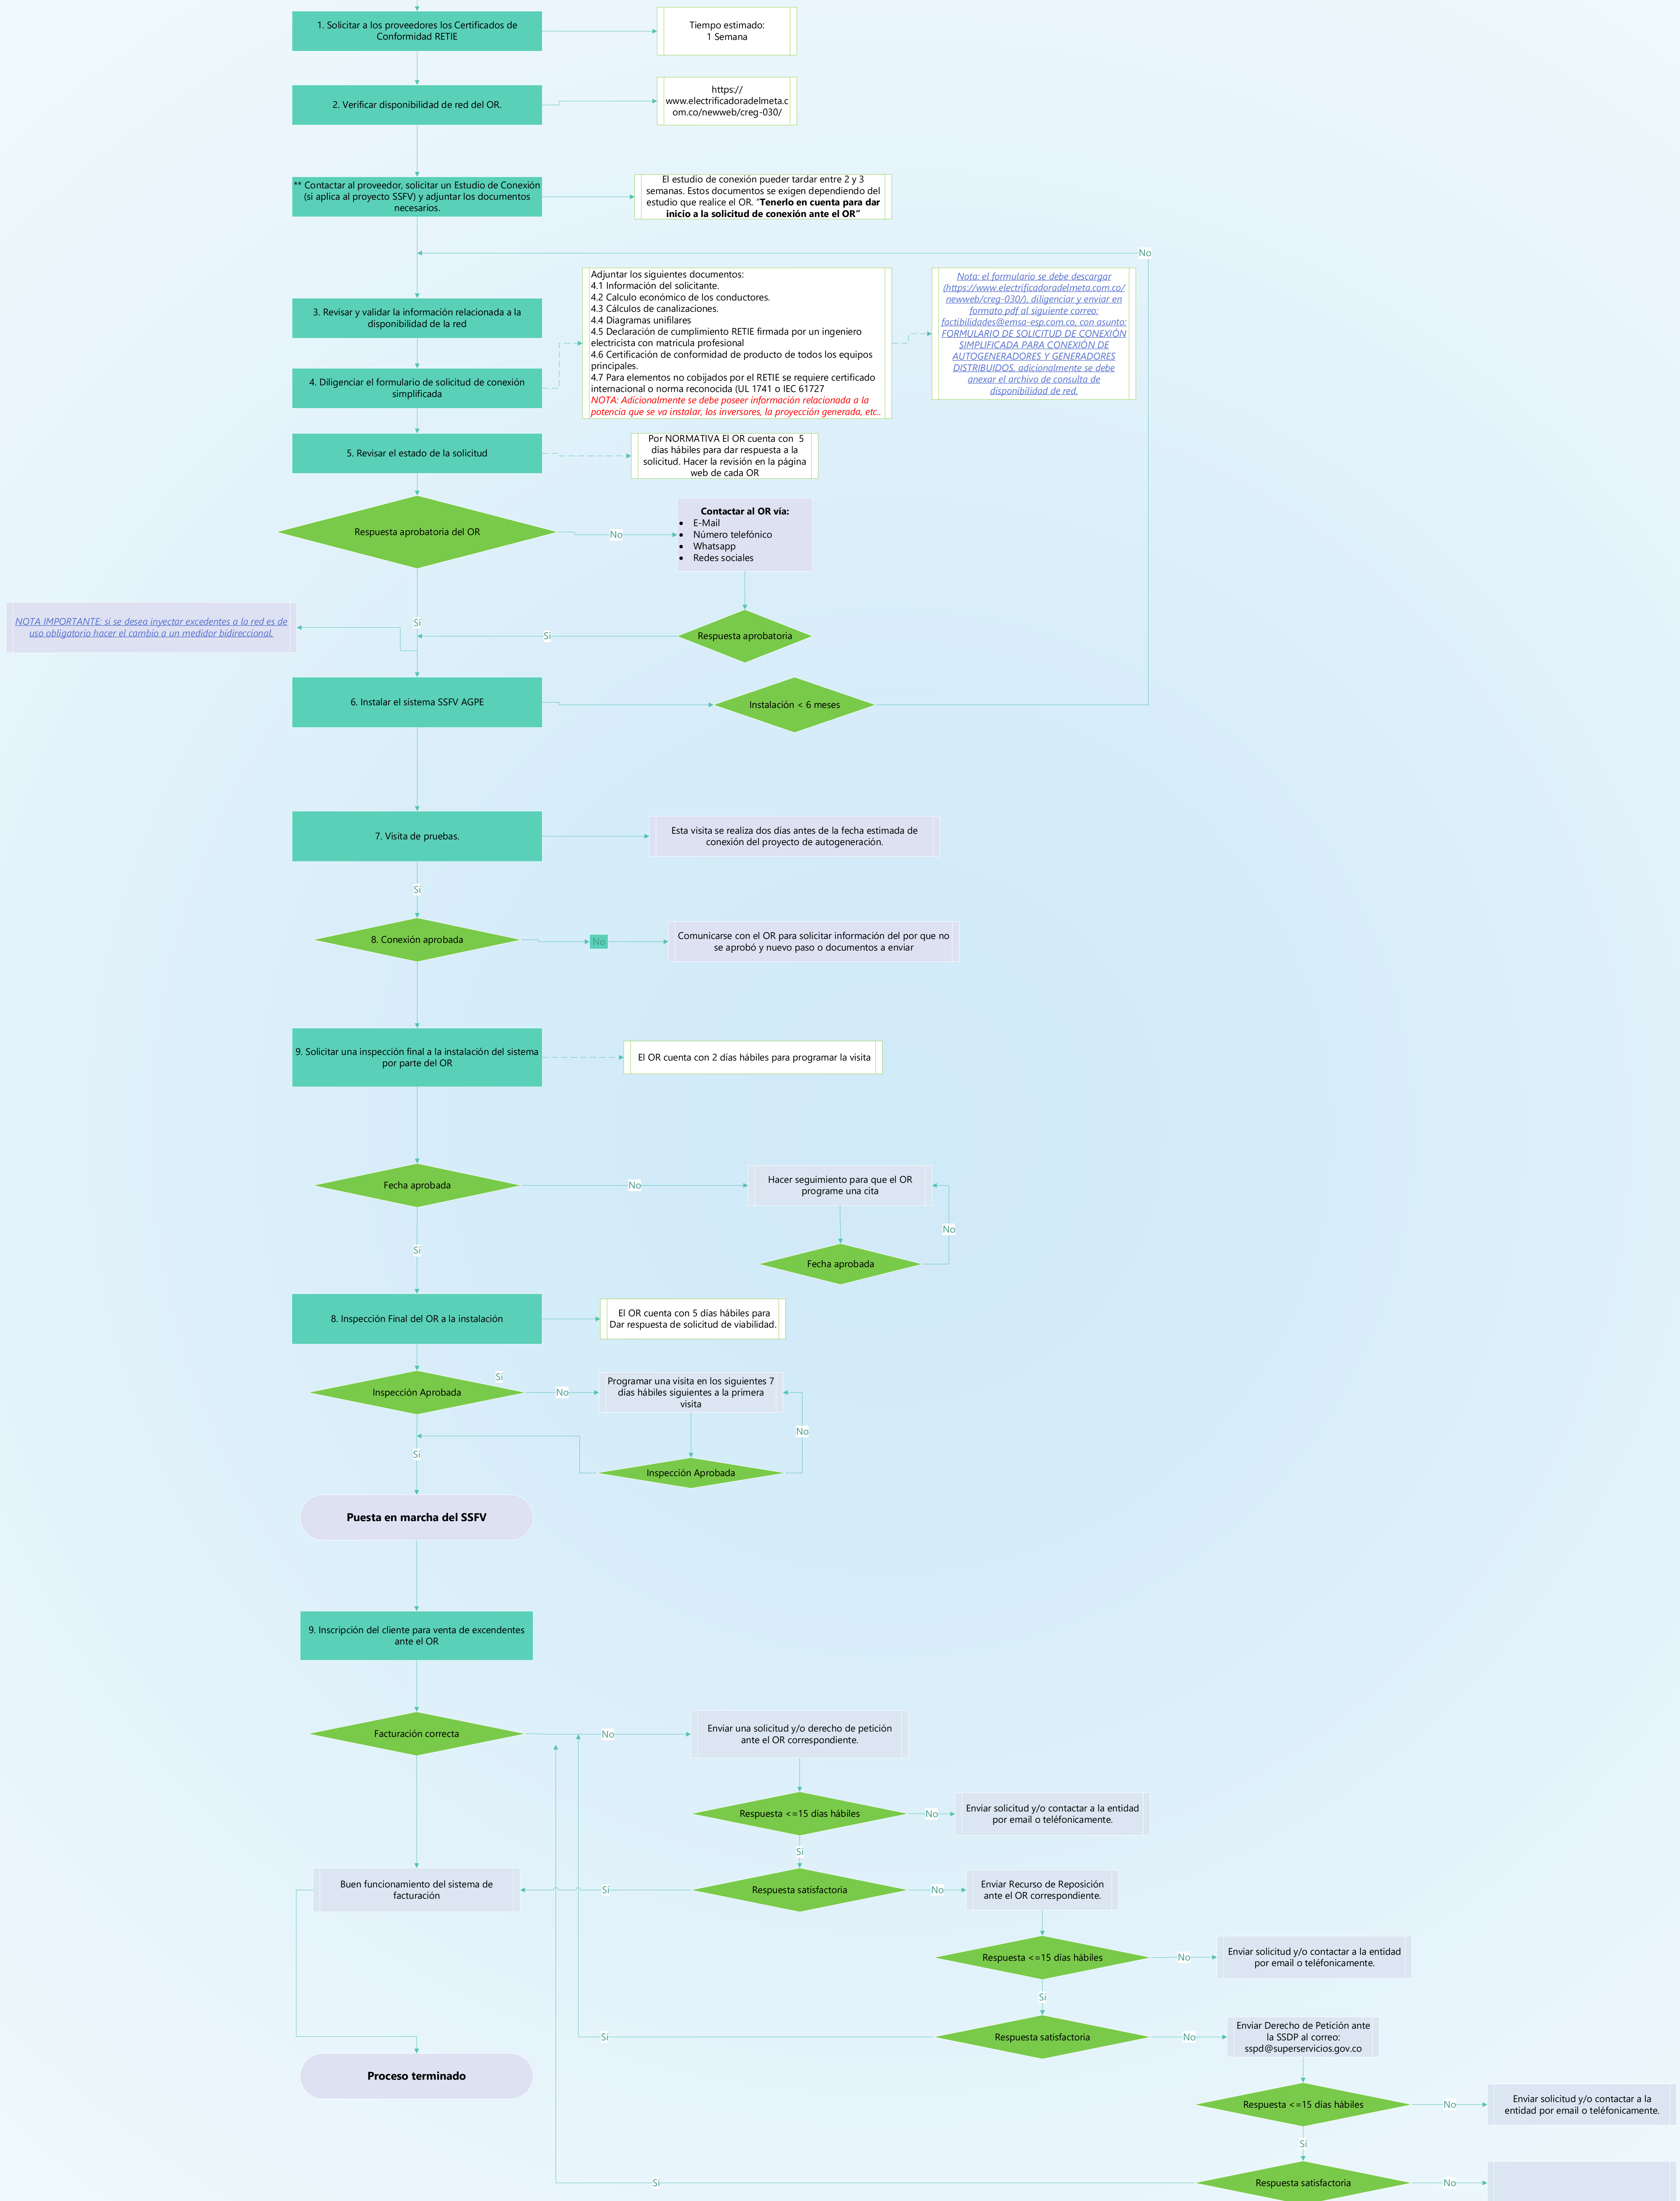 1. Solicitar a los proveedores los Certificados de
Conformidad RETIE
Tiempo estimado:
1 Semana
2. Verificar disponibilidad de red del OR.
https://
www.electrificadoradelmeta.c
om.co/newweb/creg-030/
** Contactar al proveedor, solicitar un Estudio de Conexión
(si aplica al proyecto SSFV) y adjuntar los documentos
necesarios.
El estudio de conexión pueder tardar entre 2 y 3
semanas. Estos documentos se exigen dependiendo del
estudio que realice el OR. "Tenerlo en cuenta para dar
inicio a la solicitud de conexión ante el OR”
No
3. Revisar y validar la información relacionada a la
disponibilidad de la red
4. Diligenciar el formulario de solicitud de conexión
simplificada
Adjuntar los siguientes documentos:
4.1 Información del solicitante.
4.2 Calculo económico de los conductores.
4.3 Cálculos de canalizaciones.
4.4 Diagramas unifilares
4.5 Declaración de cumplimiento RETIE firmada por un ingeniero
electricista con matricula profesional
4.6 Certificación de conformidad de producto de todos los equipos
principales.
4.7 Para elementos no cobijados por el RETIE se requiere certificado
internacional o norma reconocida (UL 1741 o IEC 61727
NOTA: Adicionalmente se debe poseer información relacionada a la
potencia que se va instalar, los inversores, la proyección generada, etc..
Nota: el formulario se debe descargar
(https://www.electrificadoradelmeta.com.co/
newweb/creg-030/), diligenciar y enviar en
formato pdf al siguiente correo:
factibilidades@emsa-esp.com.co, con asunto:
FORMULARIO DE SOLICITUD DE CONEXIÓN
SIMPLIFICADA PARA CONEXIÓN DE
AUTOGENERADORES Y GENERADORES
DISTRIBUIDOS, adicionalmente se debe
anexar el archivo de consulta de
disponibilidad de red.
5. Revisar el estado de la solicitud
Por NORMATIVA El OR cuenta con 5
días hábiles para dar respuesta a la
solicitud. Hacer la revisión en la página
web de cada OR
Respuesta aprobatoria del OR
No
Contactar al OR vía:
• E-Mail
• Número telefónico
• Whatsapp
• Redes sociales
NOTA IMPORTANTE: si se desea inyectar excedentes a la red es de
uso obligatorio hacer el cambio a un medidor bidireccional.
Sí
Si
Respuesta aprobatoria
6. Instalar el sistema SSFV AGPE
Instalación < 6 meses
7. Visita de pruebas.
Esta visita se realiza dos días antes de la fecha estimada de
conexión del proyecto de autogeneración.
Sí
8. Conexión aprobada
No
Comunicarse con el OR para solicitar información del por que no
se aprobó y nuevo paso o documentos a enviar
9. Solicitar una inspección final a la instalación del sistema
por parte del OR
El OR cuenta con 2 días hábiles para programar la visita
Fecha aprobada
No
Hacer seguimiento para que el OR
programe una cita
No
Sí
Fecha aprobada
8. Inspección Final del OR a la instalación
El OR cuenta con 5 días hábiles para
Dar respuesta de solicitud de viabilidad.
Inspección Aprobada
Sí
No
Programar una visita en los siguientes 7
días hábiles siguientes a la primera
visita
No
Sí
Inspección Aprobada
Puesta en marcha del SSFV
9. Inscripción del cliente para venta de excendentes
ante el OR
Facturación correcta
No
Enviar una solicitud y/o derecho de petición
ante el OR correspondiente.
Respuesta <=15 días hábiles
No
Enviar solicitud y/o contactar a la entidad
por email o teléfonicamente.
Sí
Buen funcionamiento del sistema de
facturación
Sí
Respuesta satisfactoria
No
Enviar Recurso de Reposición
ante el OR correspondiente.
Respuesta <=15 días hábiles
No
Enviar solicitud y/o contactar a la entidad
por email o teléfonicamente.
Sí
Sí
Respuesta satisfactoria
No
Enviar Derecho de Petición ante
la SSDP al correo:
sspd@superservicios.gov.co
Proceso terminado
Respuesta <=15 días hábiles
No
Enviar solicitud y/o contactar a la
entidad por email o teléfonicamente.
Sí
Sí
Respuesta satisfactoria
No